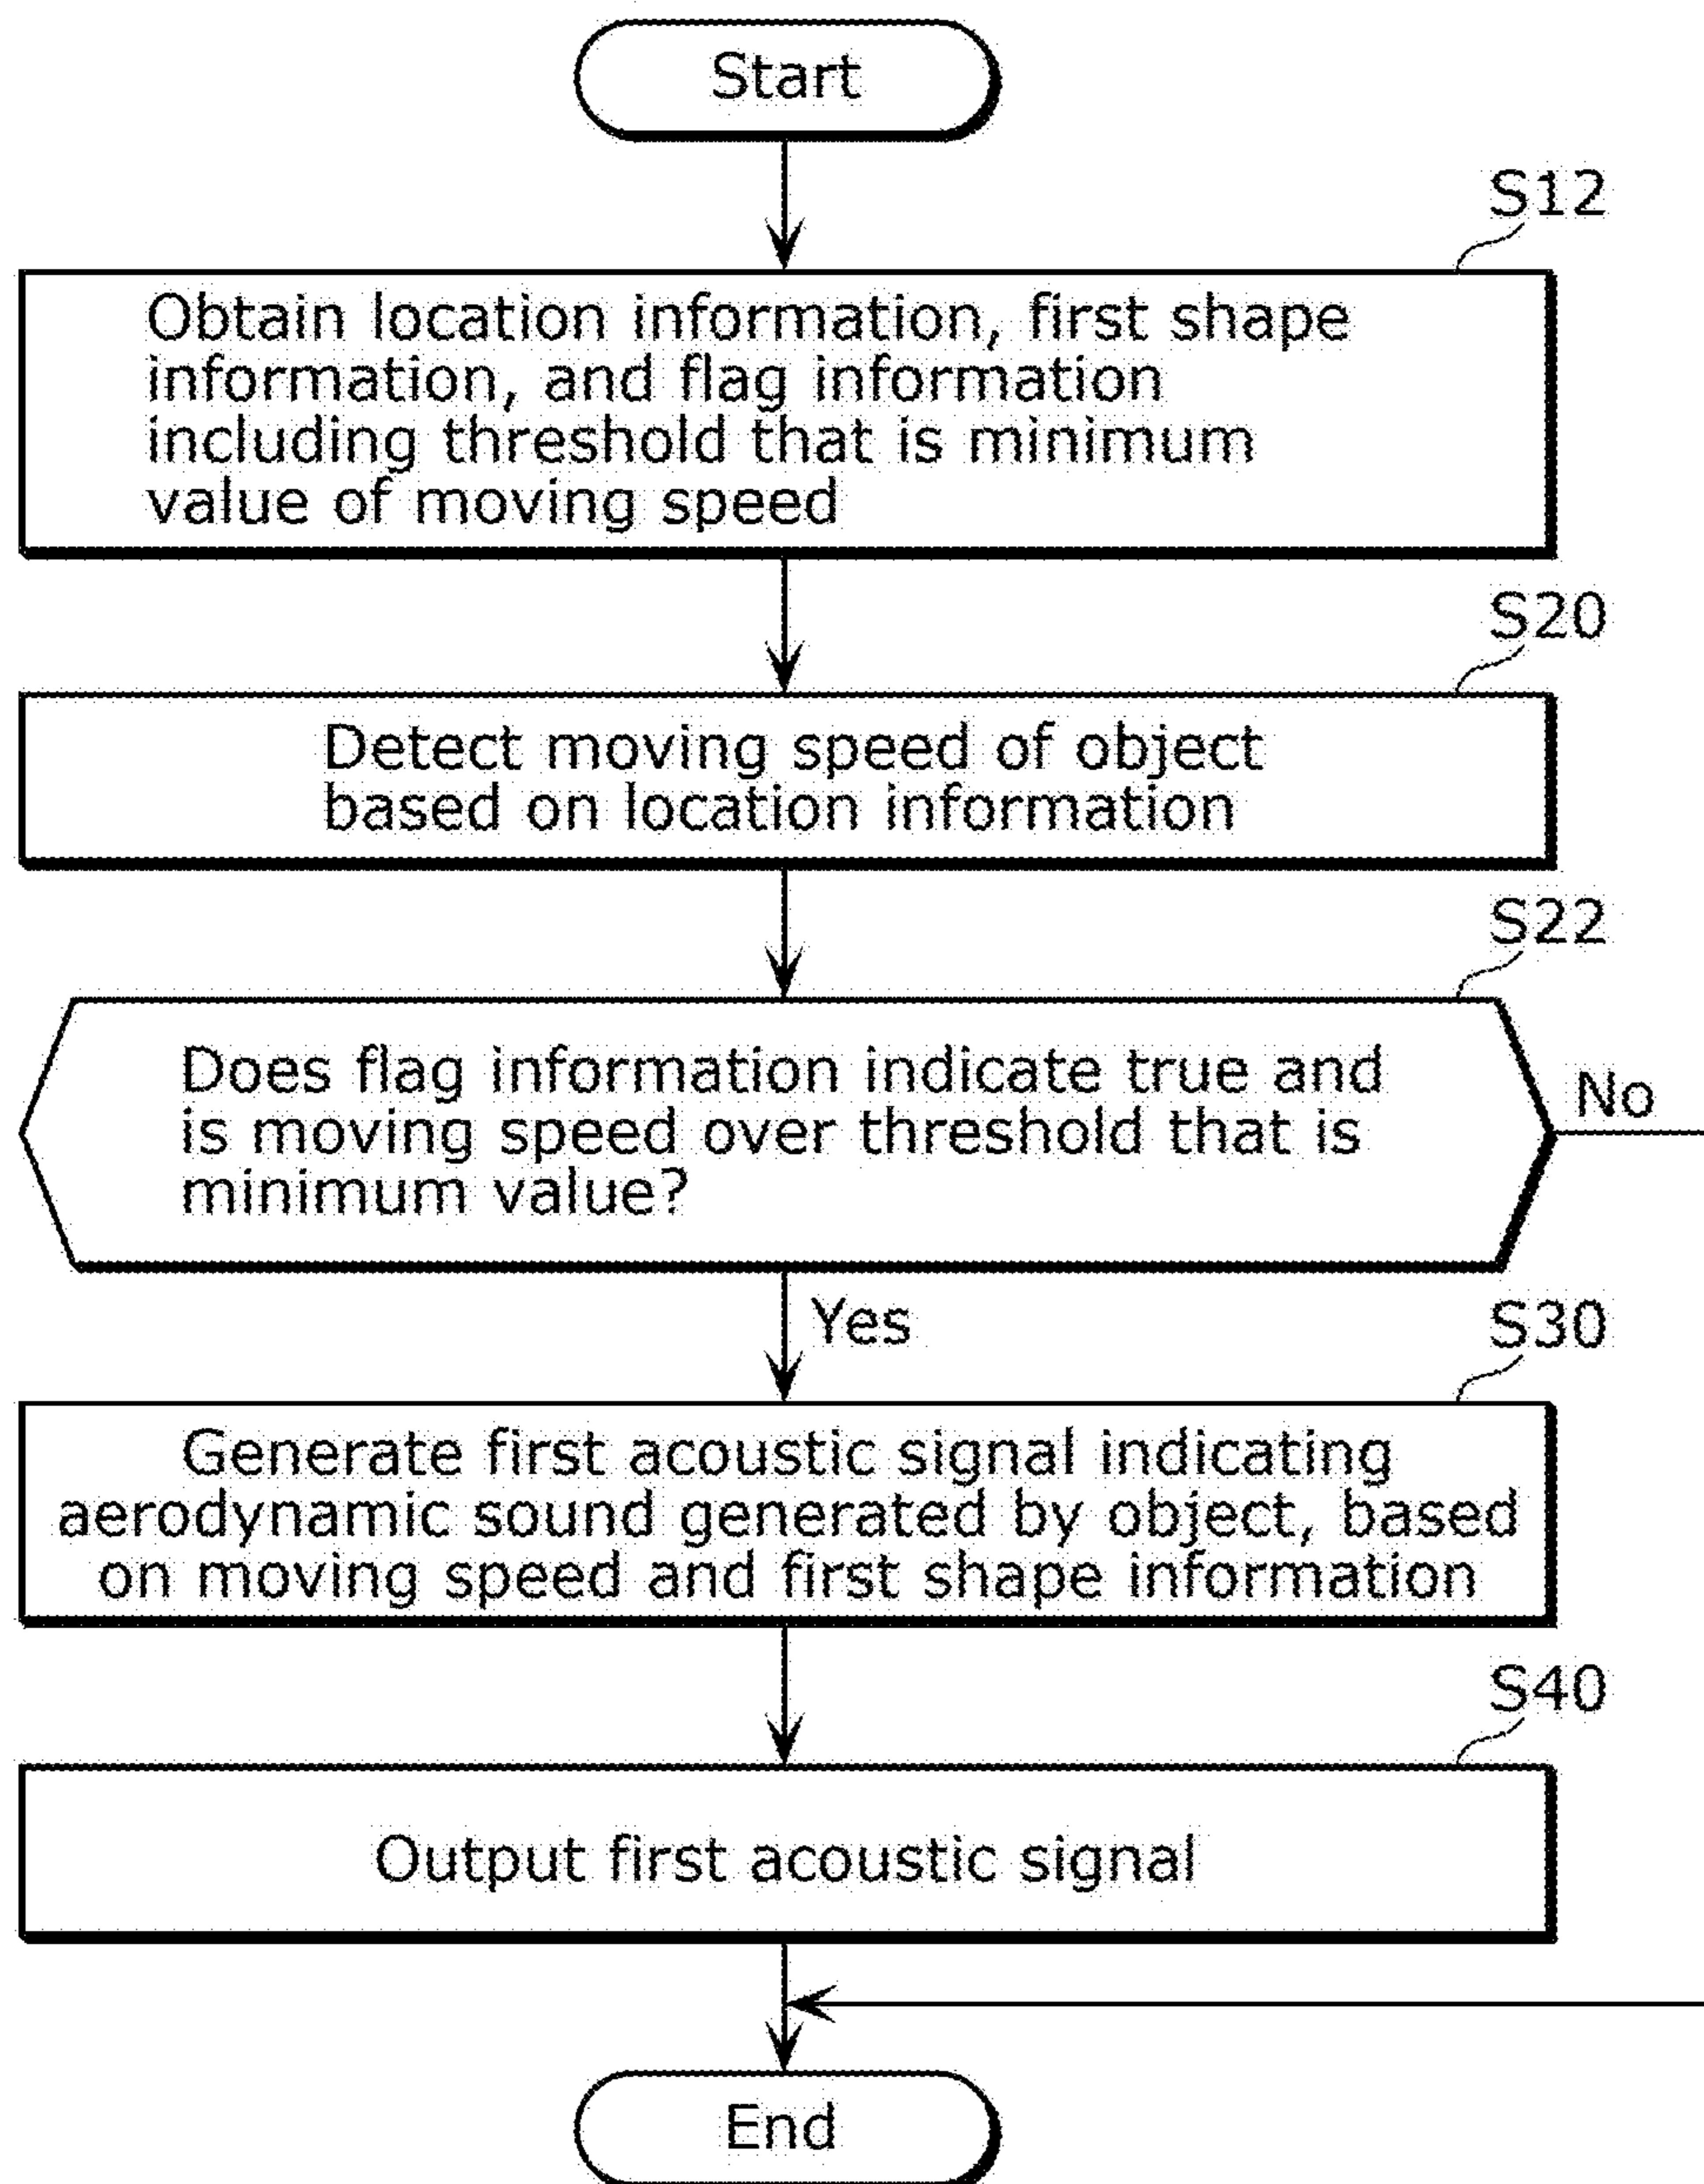 Start
S12
Obtain location information, first shape
information, and flag information
including threshold that is minimum
value of moving speed
S20
Detect moving speed of object
based on location information
S22
Does flag information indicate true and
is moving speed over threshold that is
minimum value?
No
Yes
S30
Generate first acoustic signal indicating
aerodynamic sound generated by object, based
on moving speed and first shape information
S40
Output first acoustic signal
End